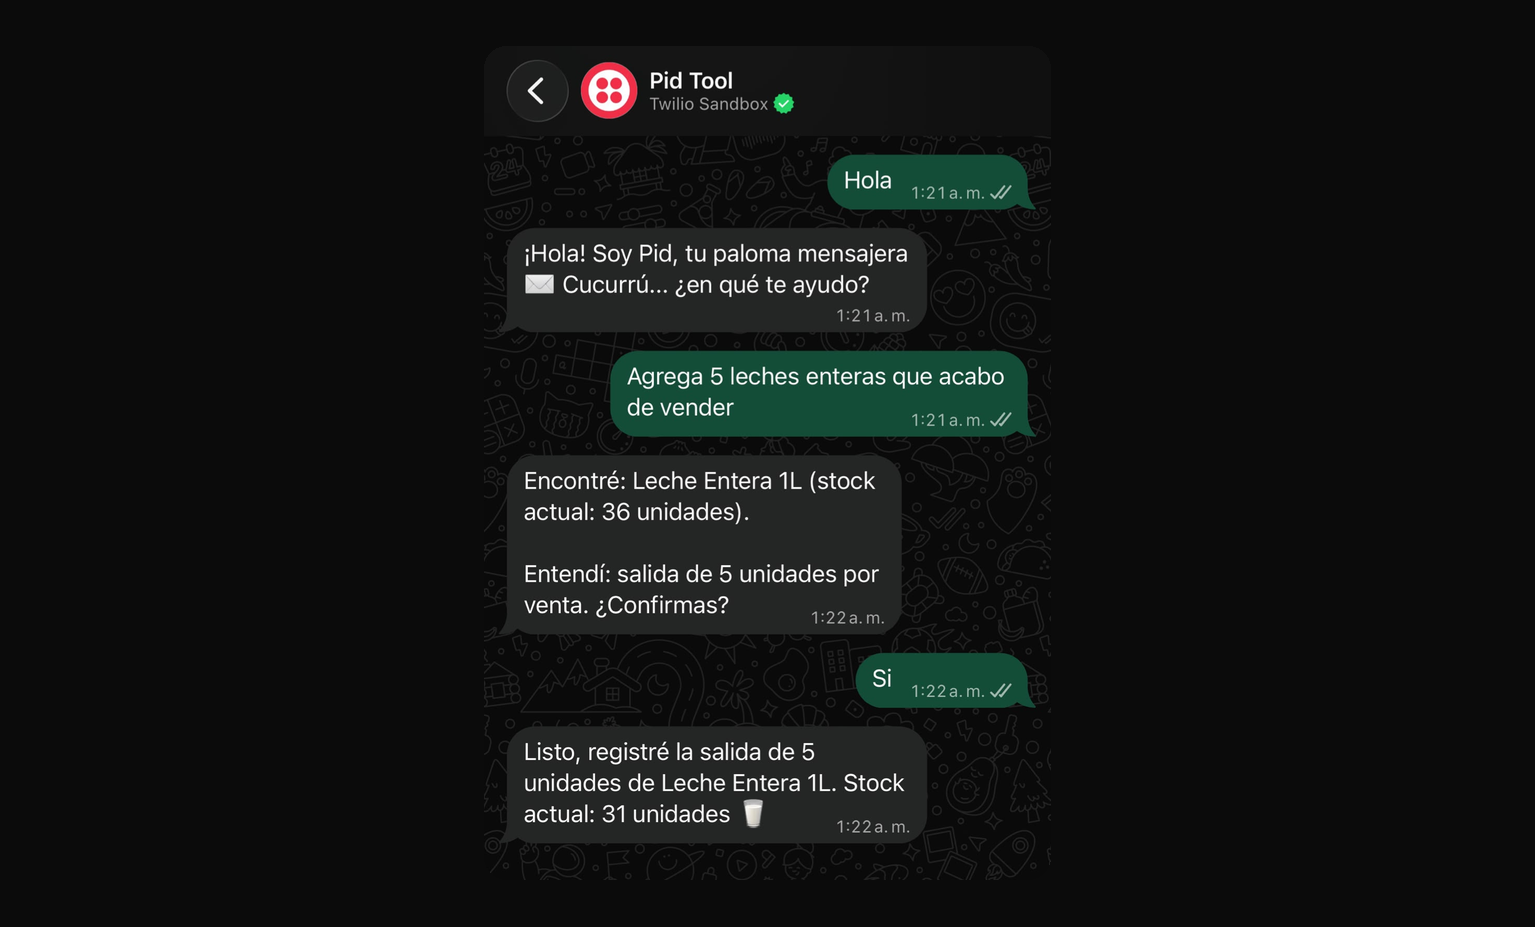 Pid Tool
Twilio Sandbox
Hola
1:21 a. m.
¡Hola! Soy Pid, tu paloma mensajera
✉️ Cucurrú... ¿en qué te ayudo?
1:21 a. m.
Agrega 5 leches enteras que acabo
de vender
1:21 a. m.
Encontré: Leche Entera 1L (stock
actual: 36 unidades).
Entendí: salida de 5 unidades por
venta. ¿Confirmas?
1:22 a. m.
Si
1:22 a. m.
Listo, registré la salida de 5
unidades de Leche Entera 1L. Stock
actual: 31 unidades 🥛
1:22 a. m.